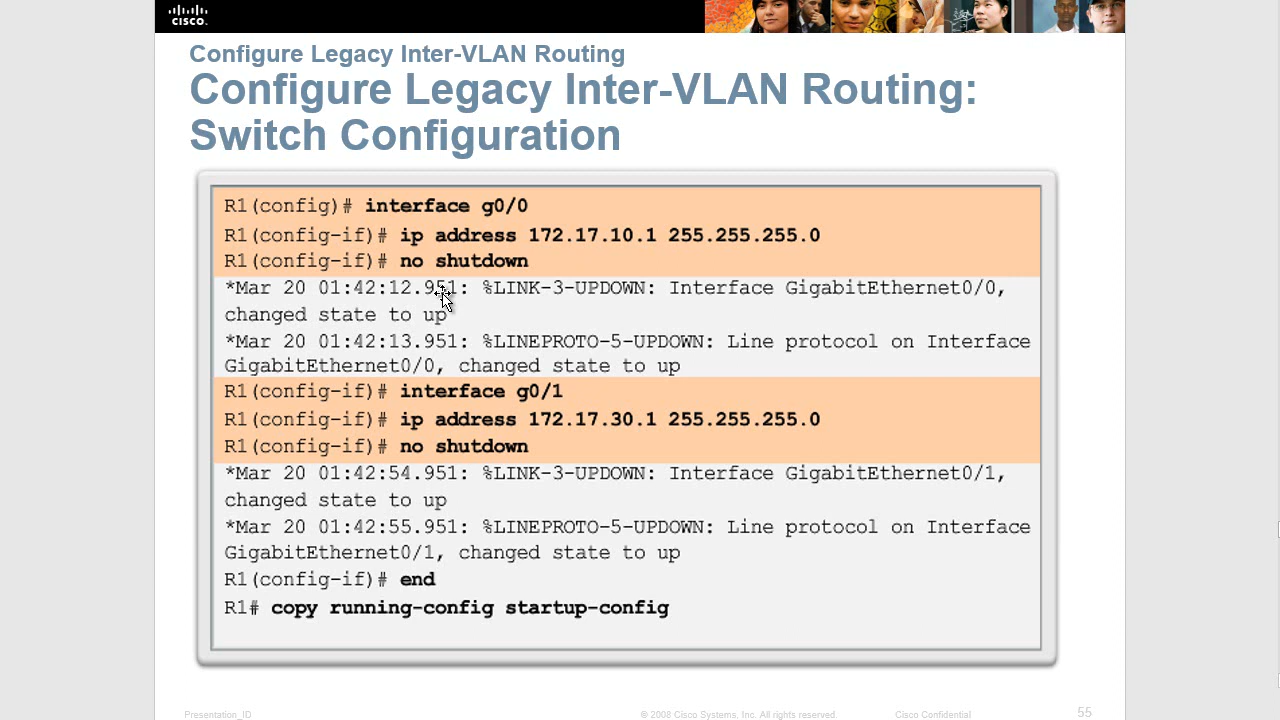 cisco.
Configure Legacy Inter-VLAN Routing
Configure Legacy Inter-VLAN Routing:
Switch Configuration
R1(config)# interface g0/0
R1(config-if)# ip address 172.17.10.1 255.255.255.0
R1(config-if)# no shutdown
*Mar 20 01:42:12.951: %LINK-3-UPDOWN: Interface GigabitEthernet0/0,
changed state to up
*Mar 20 01:42:13.951: %LINEPROTO-5-UPDOWN: Line protocol on Interface
GigabitEthernet0/0, changed state to up
R1(config-if)# interface g0/1
R1(config-if)# ip address 172.17.30.1 255.255.255.0
R1(config-if)# no shutdown
*Mar 20 01:42:54.951: %LINK-3-UPDOWN: Interface GigabitEthernet0/1,
changed state to up
*Mar 20 01:42:55.951: %LINEPROTO-5-UPDOWN: Line protocol on Interface
GigabitEthernet0/1, changed state to up
R1(config-if)# end
R1# copy running-config startup-config
Presentation_ID © 2008 Cisco Systems, Inc. All rights reserved. Cisco Confidential 55